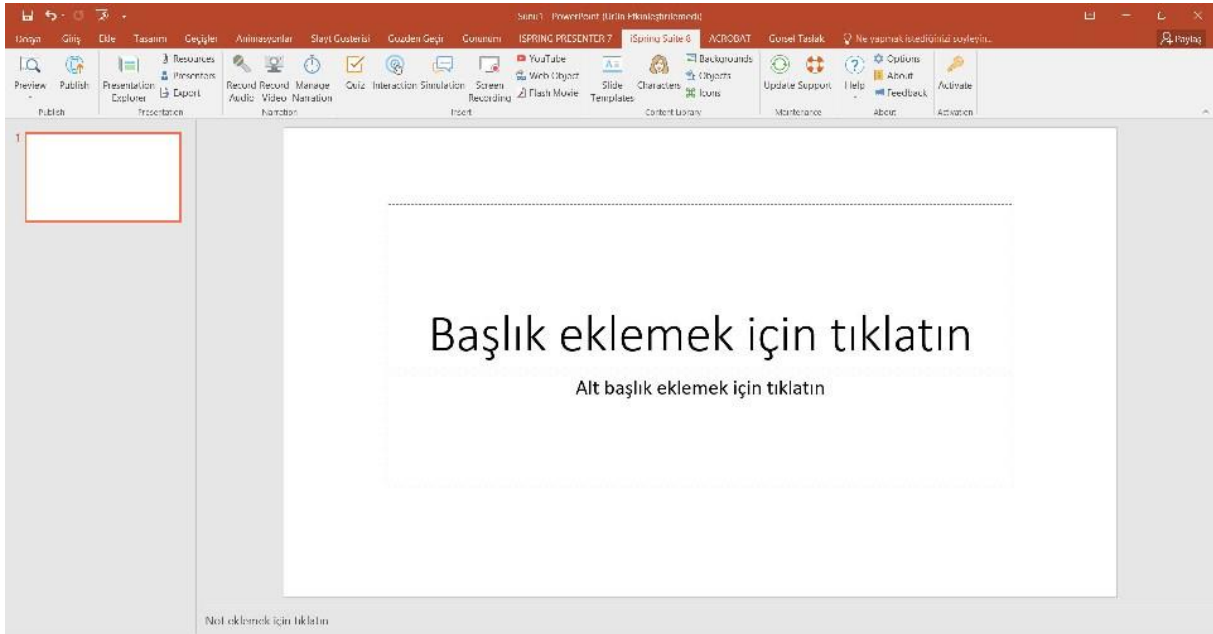 Sunu1 - PowerPoint (Ürün Etkinleştirilemedi)
Dosya Giriş Ekle Tasarım Geçişler Animasyonlar Slayt Gösterisi Gözden Geçir Görünüm ISPRING PRESENTER 7 iSpring Suite 8 ACROBAT Görsel Taslak Ne yapmak istediğinizi söyleyin... Paylaş
Preview Publish Presentation Explorer Resources Presenters Export Record Audio Record Video Manage Narration Quiz Interaction Simulation Screen Recording YouTube Web Object Flash Movie Slide Templates Characters Backgrounds Objects Icons Update Support Help Options About Feedback Activate
Publish Presentation Narration Insert Content Library Maintenance About Activation
1
Başlık eklemek için tıklatın
Alt başlık eklemek için tıklatın
Not eklemek için tıklatın